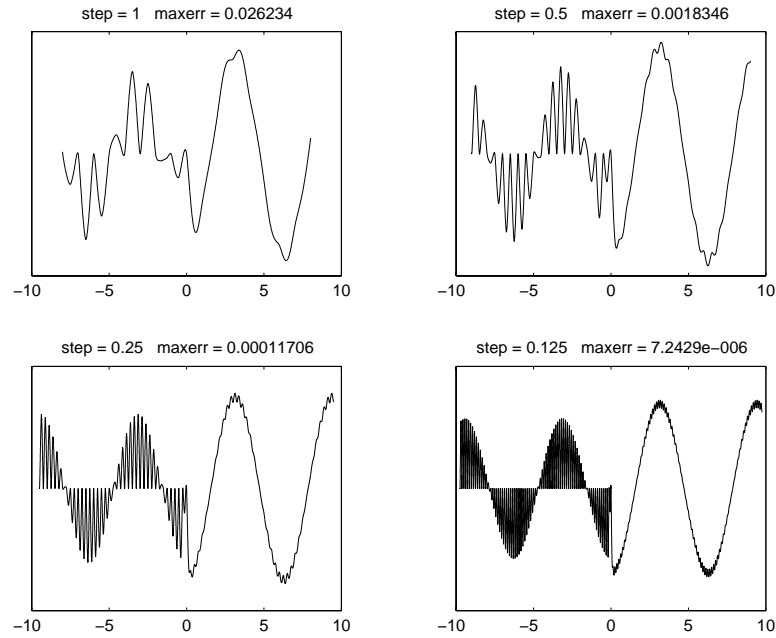 step = 1 maxerr = 0.026234
step = 0.5 maxerr = 0.0018346
−10 −5 0 5 10
−10 −5 0 5 10
step = 0.25 maxerr = 0.00011706
step = 0.125 maxerr = 7.2429e−006
−10 −5 0 5 10
−10 −5 0 5 10